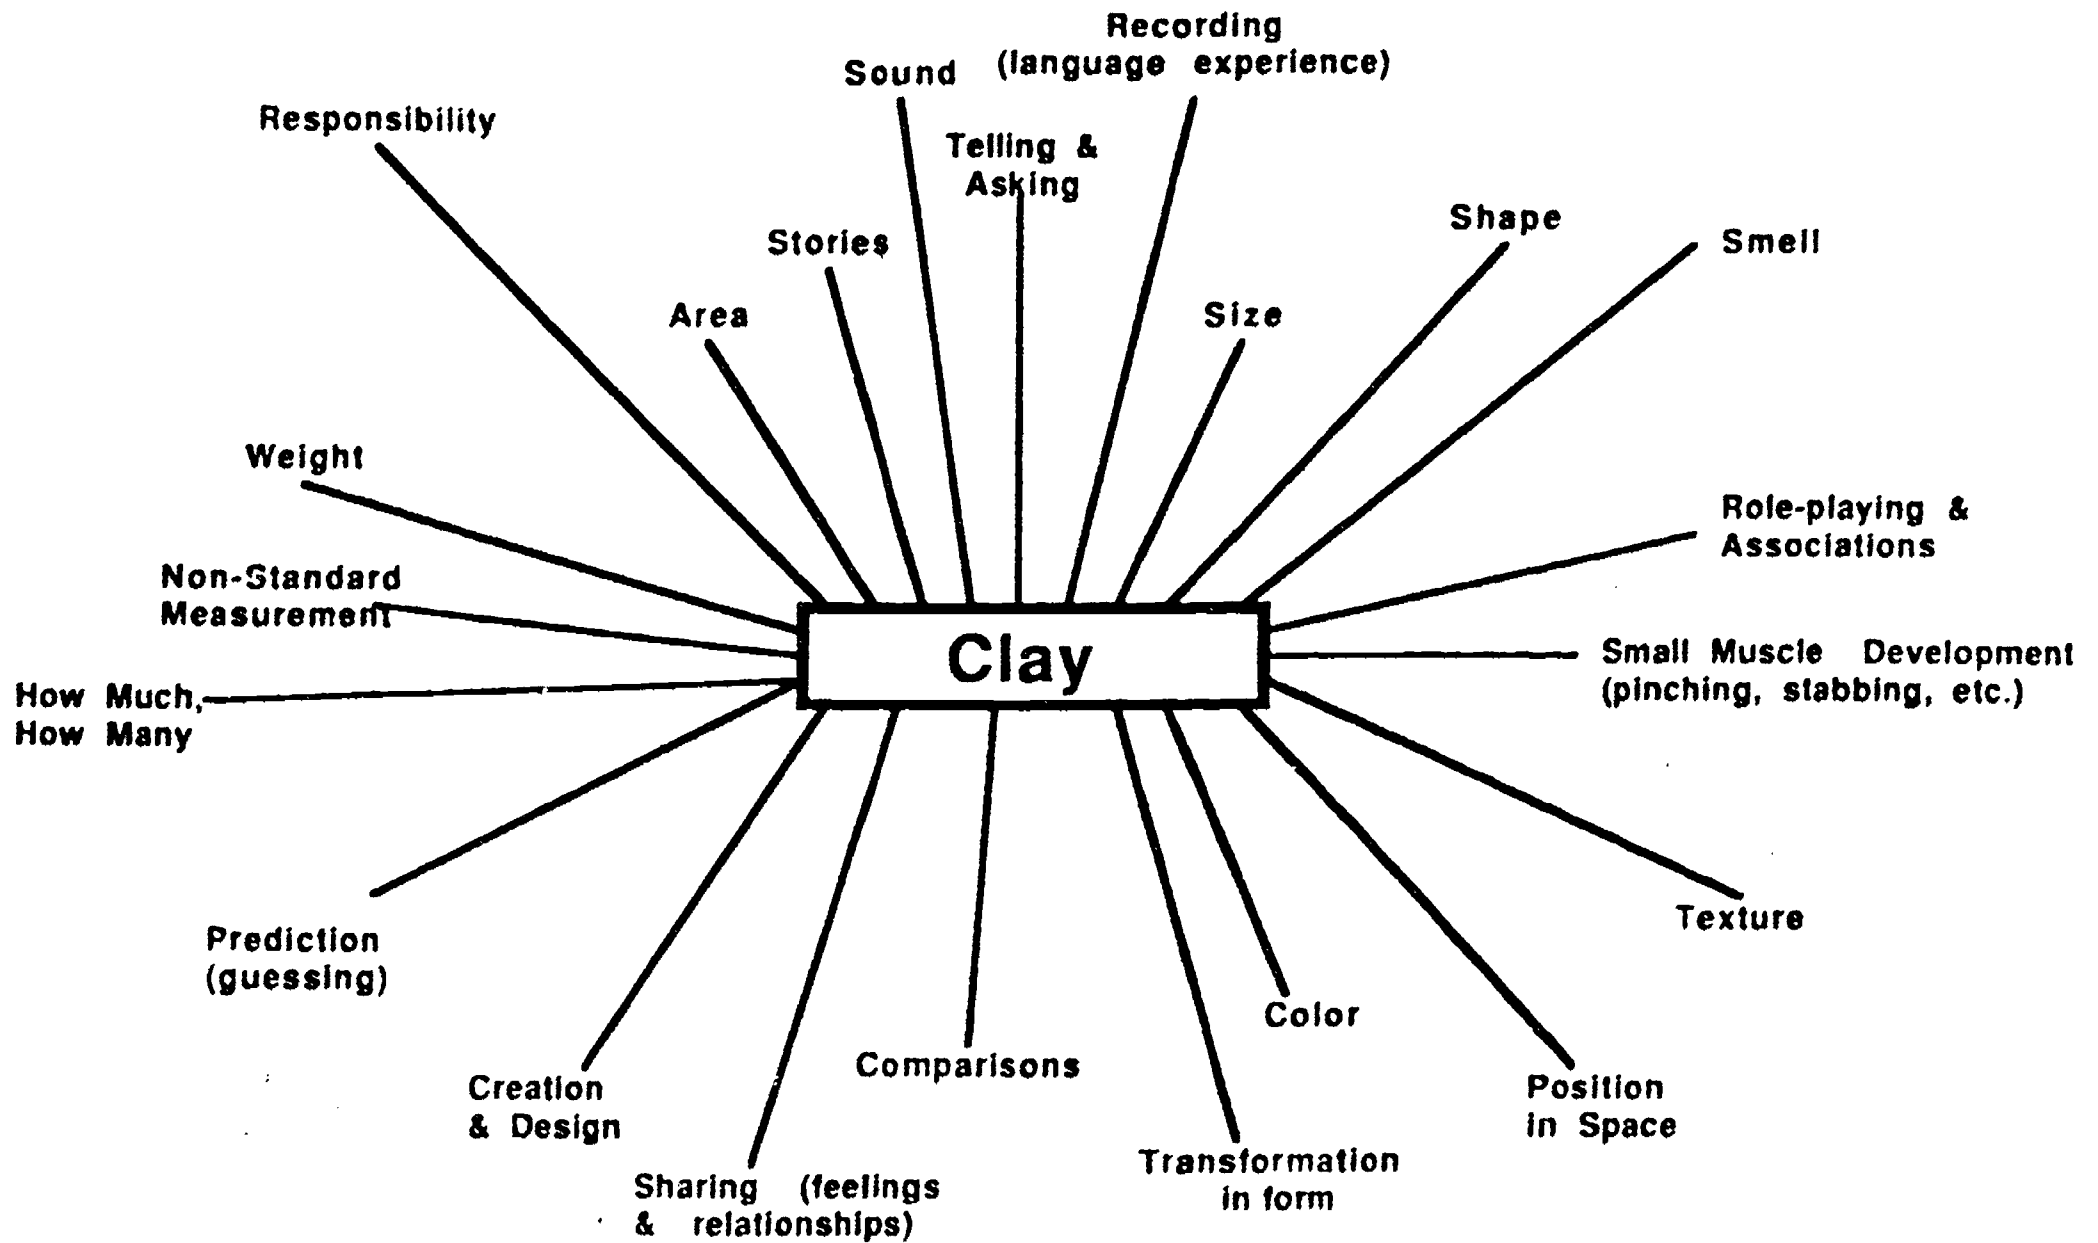 Recording
(language experience)
Sound
Responsibility
Telling &
Asking
Shape
Smell
Stories
Area
Size
Weight
Role-playing &
Associations
Non-Standard
Measurement
Clay
Small Muscle Development
(pinching, stabbing, etc.)
How Much,
How Many
Texture
Prediction
(guessing)
Color
Comparisons
Creation
& Design
Position
in Space
Transformation
in form
Sharing (feelings
& relationships)